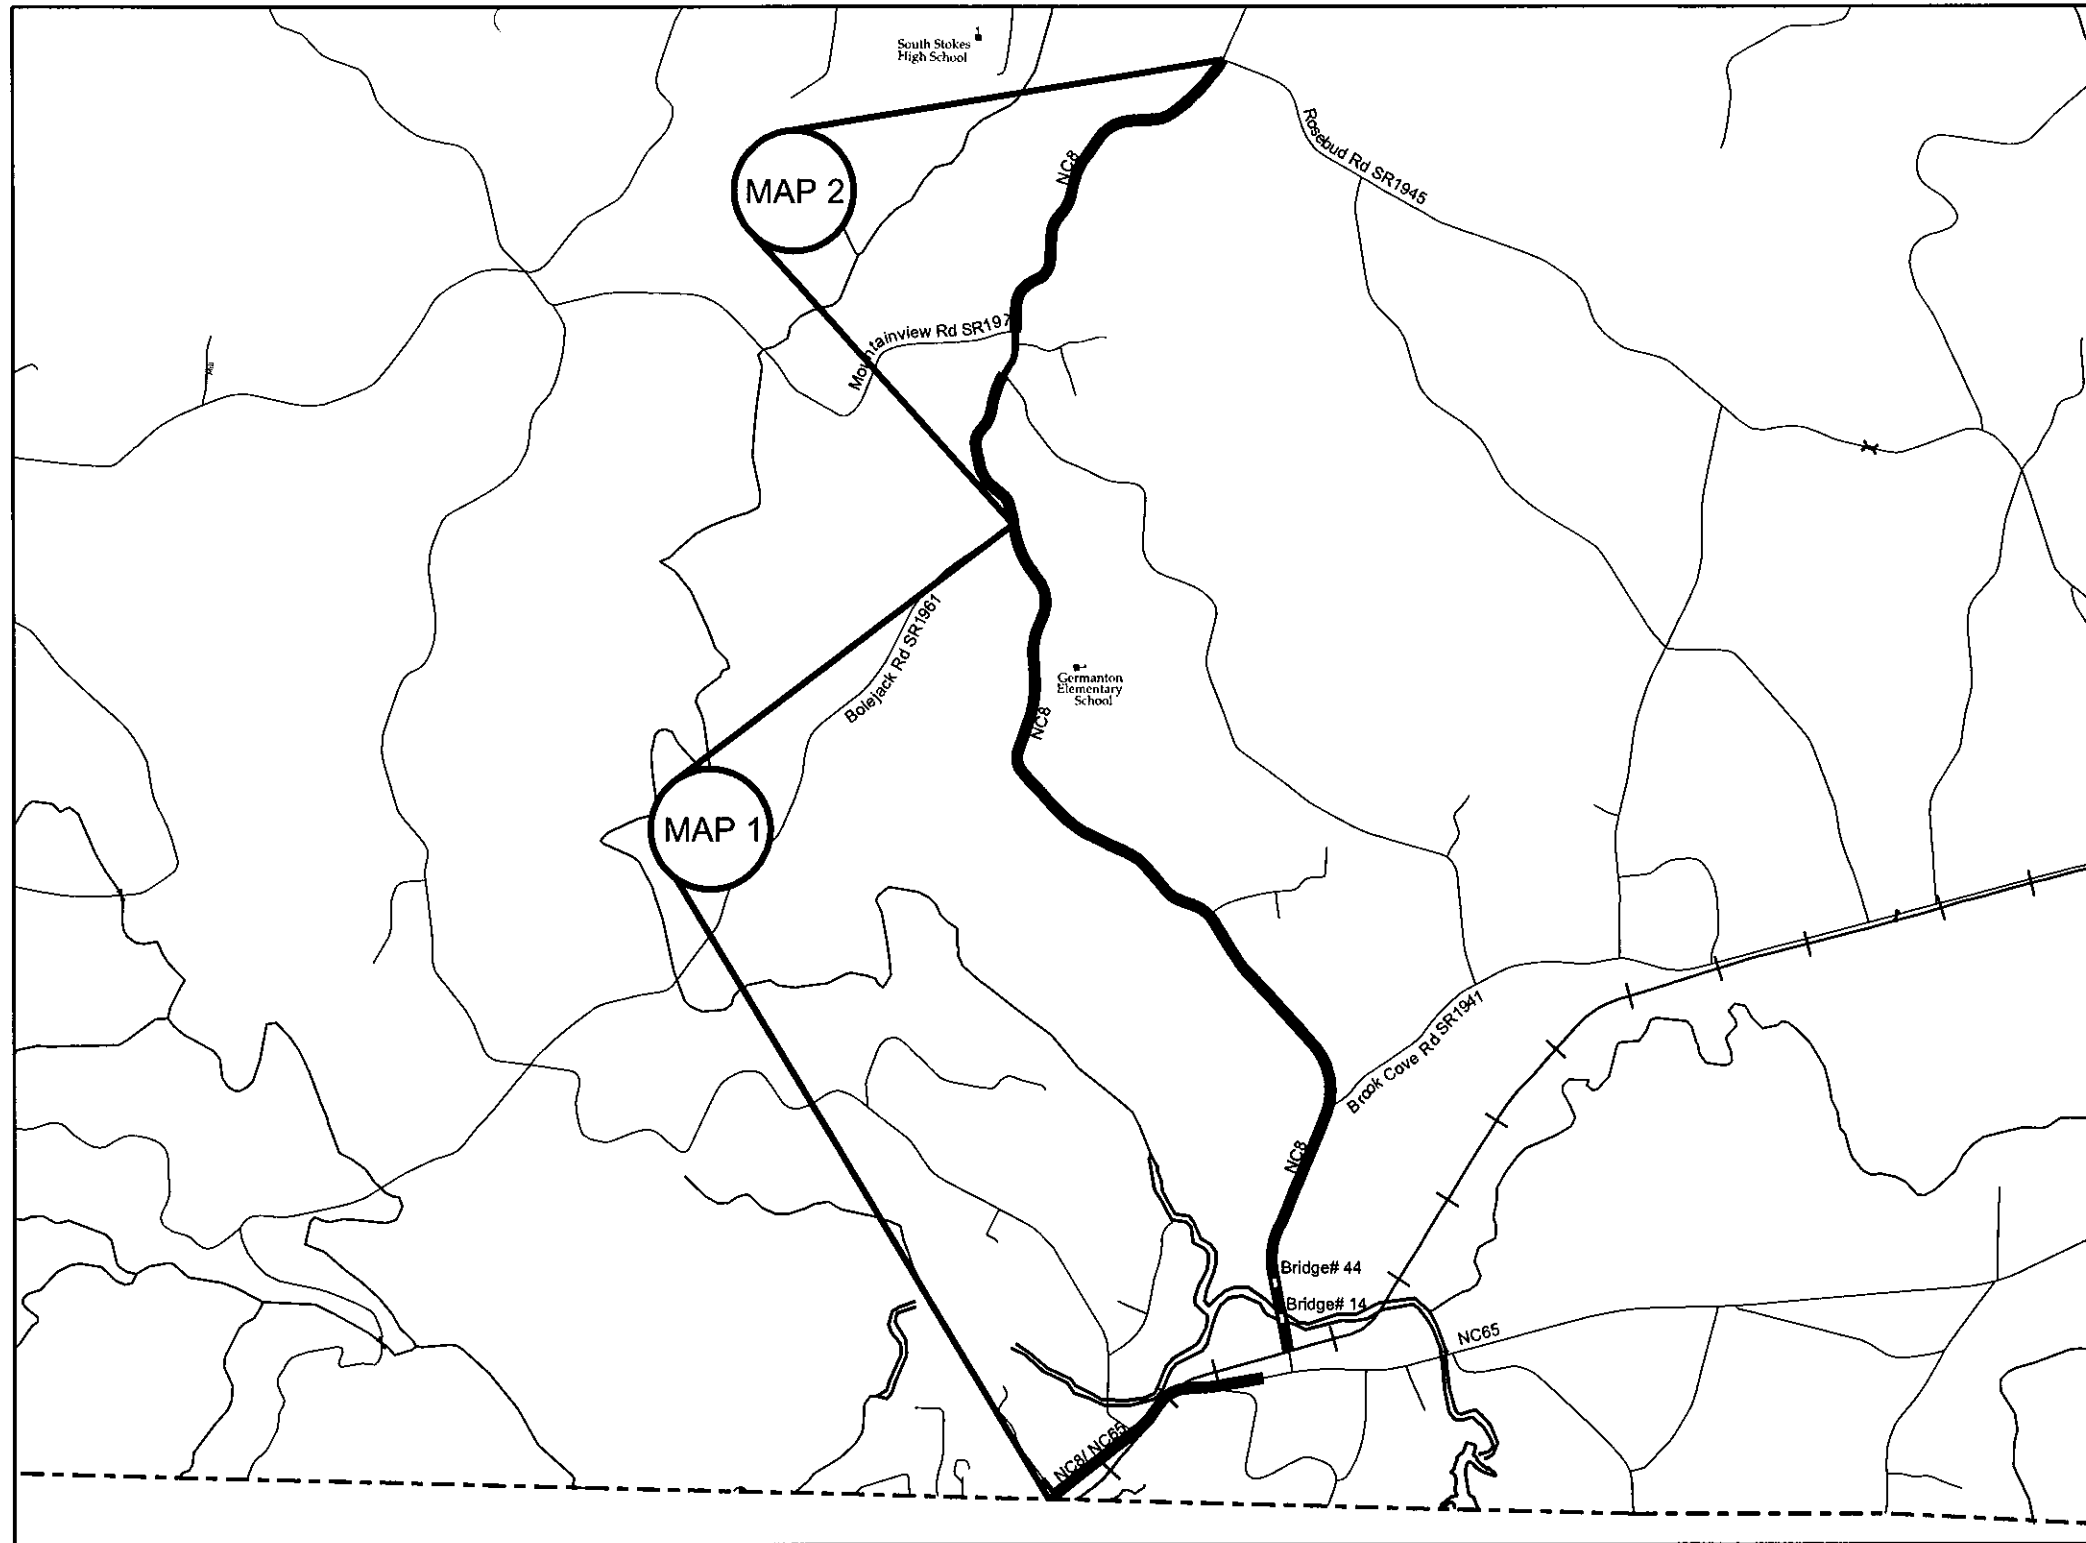 South Stokes
High School
Rosebud Rd SR1945
NC8
MAP 2
Mountainview Rd SR197
Bolejack Rd SR1961
Germanton
Elementary
School
NC8
MAP 1
Brook Cove Rd SR1941
NC8
Bridge# 44
Bridge# 14
NC65
NC8/ NC65